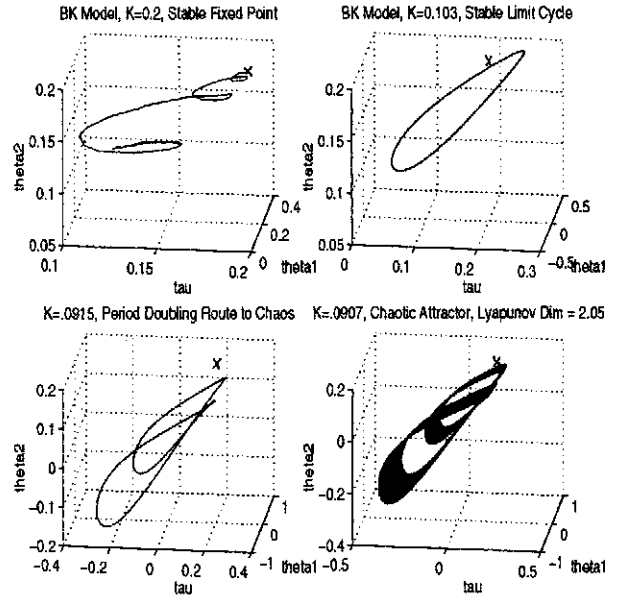 BK Model, K=0.2, Stable Fixed Point
x
0.2
0.15
0.1
0.05
theta2
0.1
0.15
0.2
tau
0
0.2
0.4
theta1
BK Model, K=0.103, Stable Limit Cycle
x
0.2
0.15
0.1
0.05
theta2
0
0.1
0.2
0.3
tau
-0.5
0
0.5
theta1
K=.0915, Period Doubling Route to Chaos
x
0.2
0.1
0
-0.1
-0.2
theta2
-0.4
-0.2
0
0.2
0.4
tau
-1
0
1
theta1
K=.0907, Chaotic Attractor, Lyapunov Dim = 2.05
x
0.2
0
-0.2
-0.4
theta2
-0.5
0
0.5
tau
-1
0
1
theta1